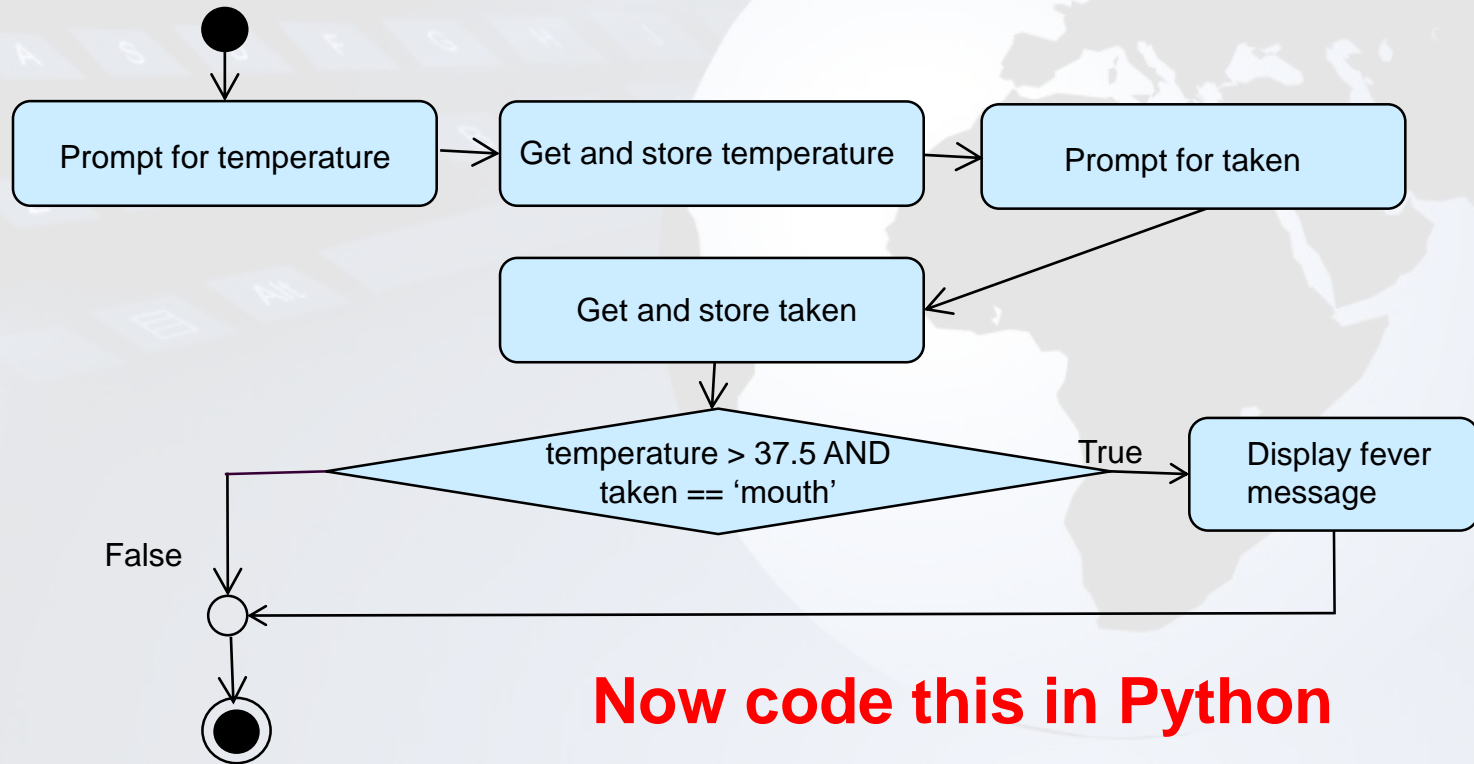 Prompt for temperature
Get and store temperature
Prompt for taken
Get and store taken
temperature > 37.5 AND
taken == ‘mouth’
True
Display fever
message
False
Now code this in Python